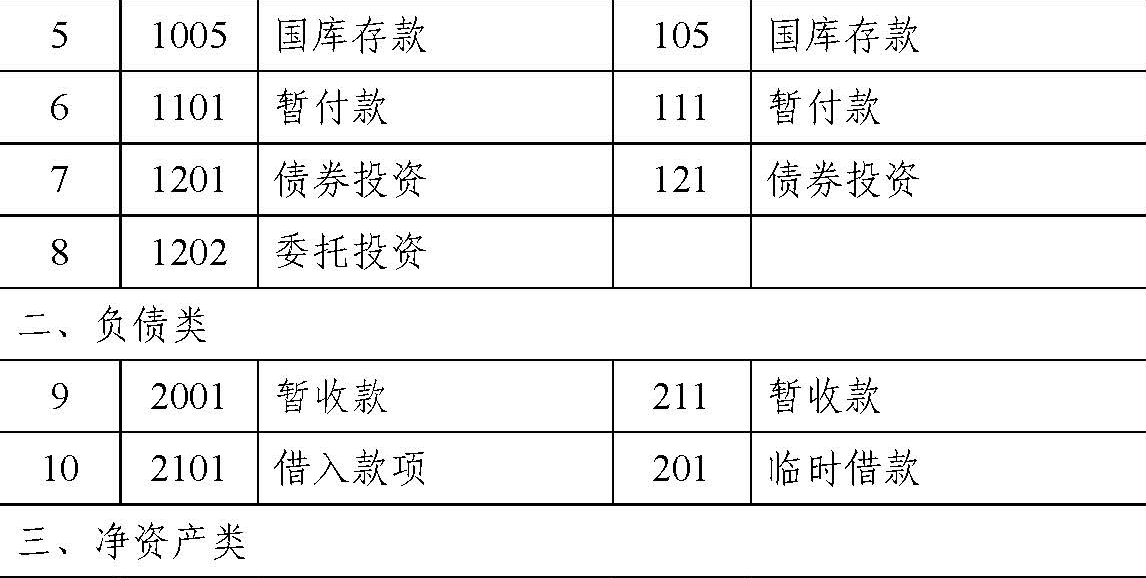 5 1005 国库存款 105 国库存款
6 1101 暂付款 111 暂付款
7 1201 债券投资 121 债券投资
8 1202 委托投资
二、负债类
9 2001 暂收款 211 暂收款
10 2101 借入款项 201 临时借款
三、净资产类